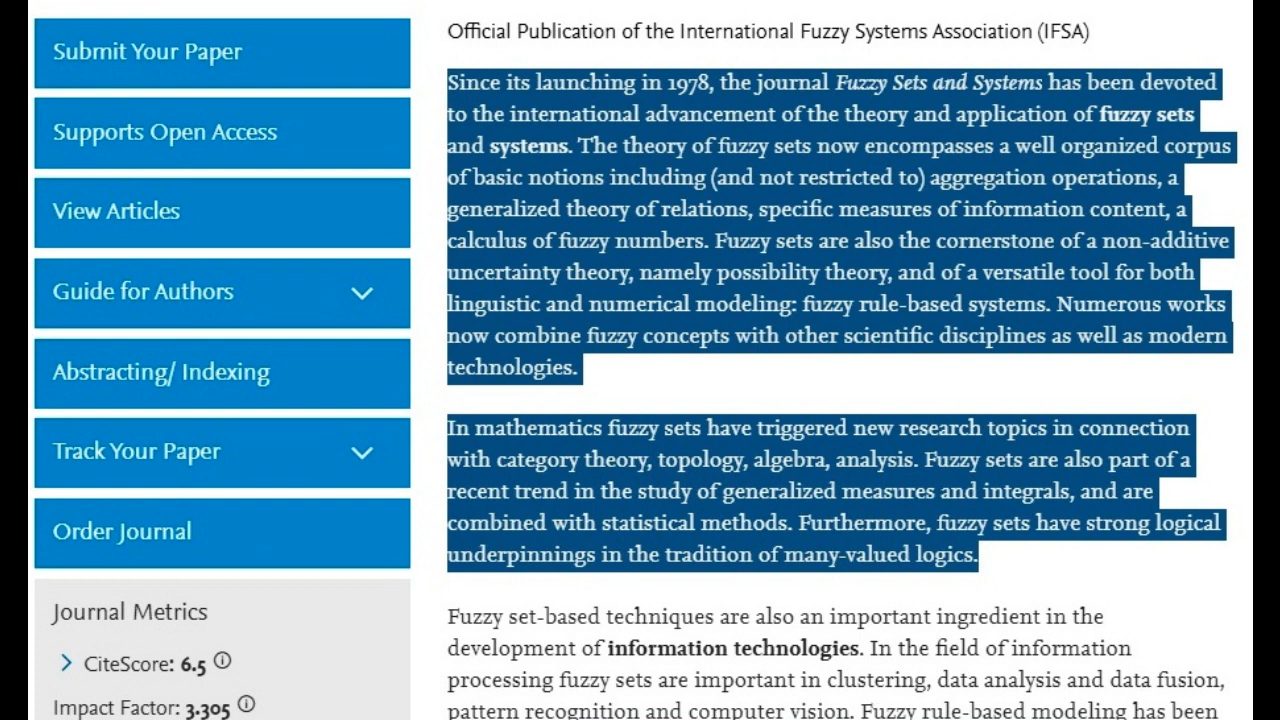 Submit Your Paper
Supports Open Access
View Articles
Guide for Authors
Abstracting/ Indexing
Track Your Paper
Order Journal
Journal Metrics
CiteScore: 6.5
Impact Factor: 3.305
Official Publication of the International Fuzzy Systems Association (IFSA)
Since its launching in 1978, the journal Fuzzy Sets and Systems has been devoted
to the international advancement of the theory and application of fuzzy sets
and systems. The theory of fuzzy sets now encompasses a well organized corpus
of basic notions including (and not restricted to) aggregation operations, a
generalized theory of relations, specific measures of information content, a
calculus of fuzzy numbers. Fuzzy sets are also the cornerstone of a non-additive
uncertainty theory, namely possibility theory, and of a versatile tool for both
linguistic and numerical modeling: fuzzy rule-based systems. Numerous works
now combine fuzzy concepts with other scientific disciplines as well as modern
technologies.
In mathematics fuzzy sets have triggered new research topics in connection
with category theory, topology, algebra, analysis. Fuzzy sets are also part of a
recent trend in the study of generalized measures and integrals, and are
combined with statistical methods. Furthermore, fuzzy sets have strong logical
underpinnings in the tradition of many-valued logics.
Fuzzy set-based techniques are also an important ingredient in the
development of information technologies. In the field of information
processing fuzzy sets are important in clustering, data analysis and data fusion,
pattern recognition and computer vision. Fuzzy rule-based modeling has been